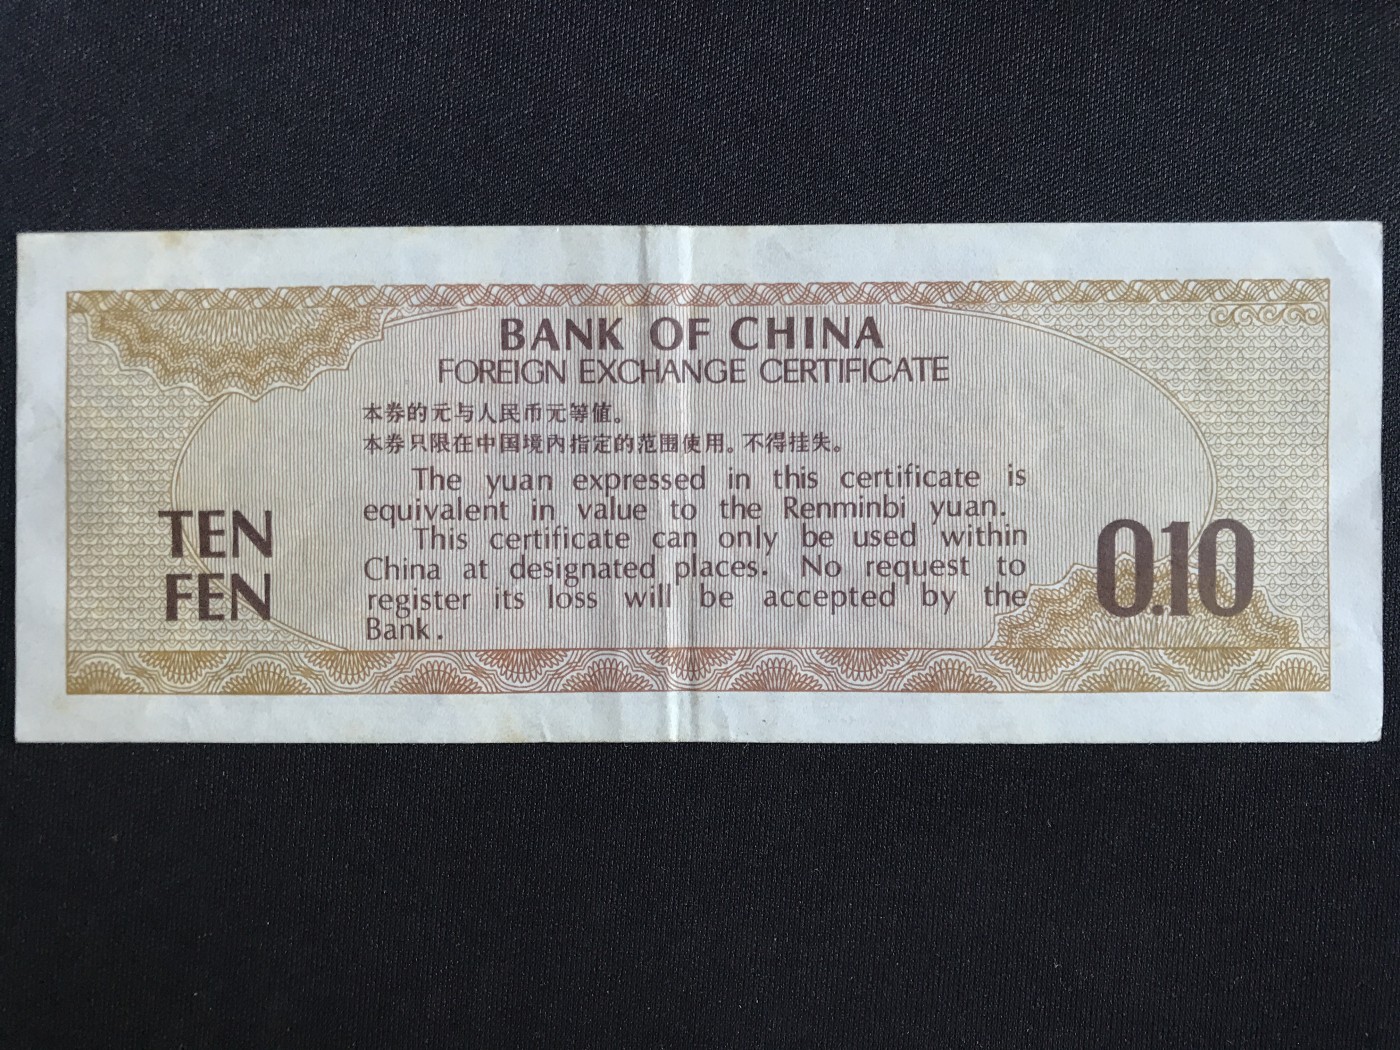 BANK OF CHINA
FOREIGN EXCHANGE CERTIFICATE
本券的元与人民币元等值。
本券只限在中国境内指定的范围使用。不得挂失。
The yuan expressed in this certificate is
equivalent in value to the Renminbi yuan.
This certificate can only be used within
China at designated places. No request to
register its loss will be accepted by the
Bank.
TEN
FEN
0.10